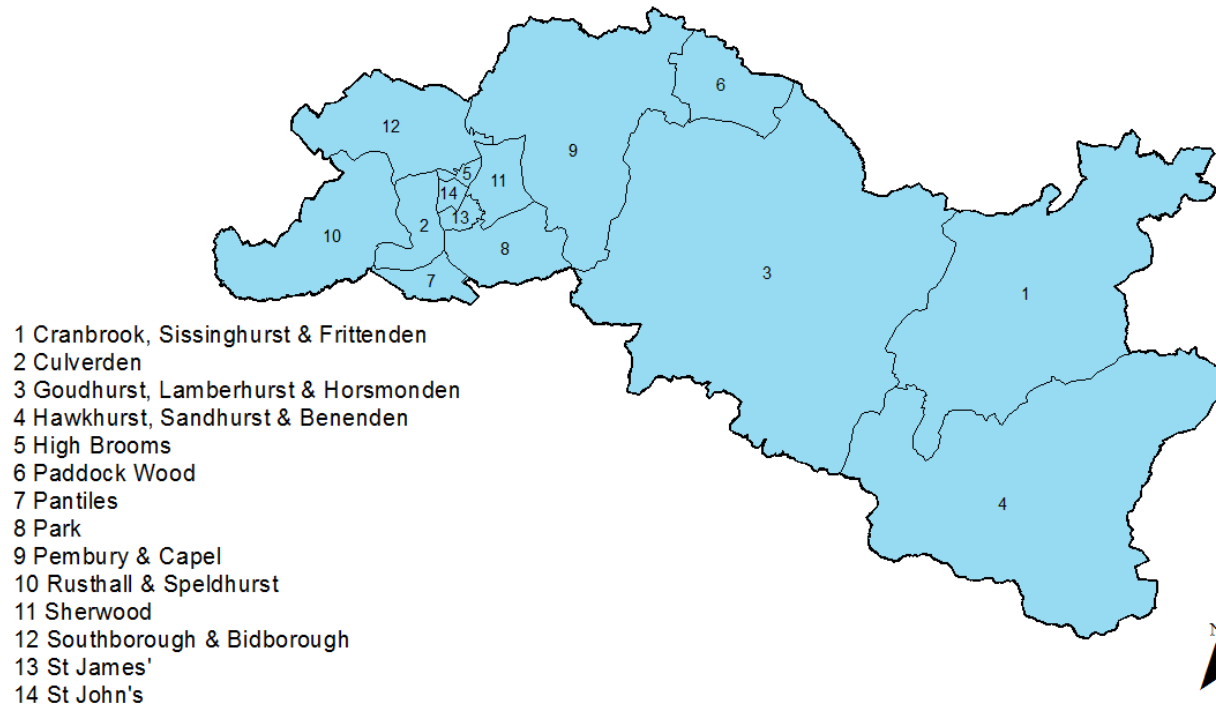 6
12
9
5
11
14
13
2
10
8
3
7
1
4
1 Cranbrook, Sissinghurst & Frittenden
2 Culverden
3 Goudhurst, Lamberhurst & Horsmonden
4 Hawkhurst, Sandhurst & Benenden
5 High Brooms
6 Paddock Wood
7 Pantiles
8 Park
9 Pembury & Capel
10 Rusthall & Speldhurst
11 Sherwood
12 Southborough & Bidborough
13 St James'
14 St John's
N